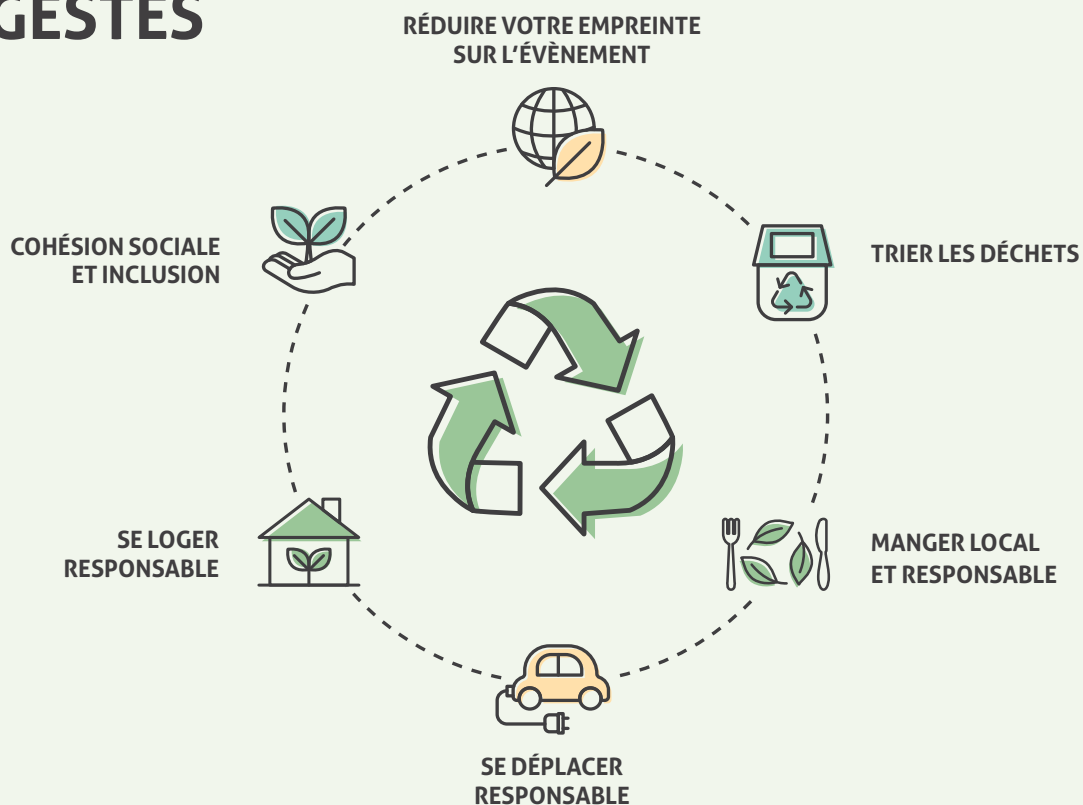 GESTES
RÉDUIRE VOTRE EMPREINTE
SUR L'ÉVÈNEMENT
COHÉSION SOCIALE
ET INCLUSION
TRIER LES DÉCHETS
SE LOGER
RESPONSABLE
MANGER LOCAL
ET RESPONSABLE
SE DÉPLACER
RESPONSABLE